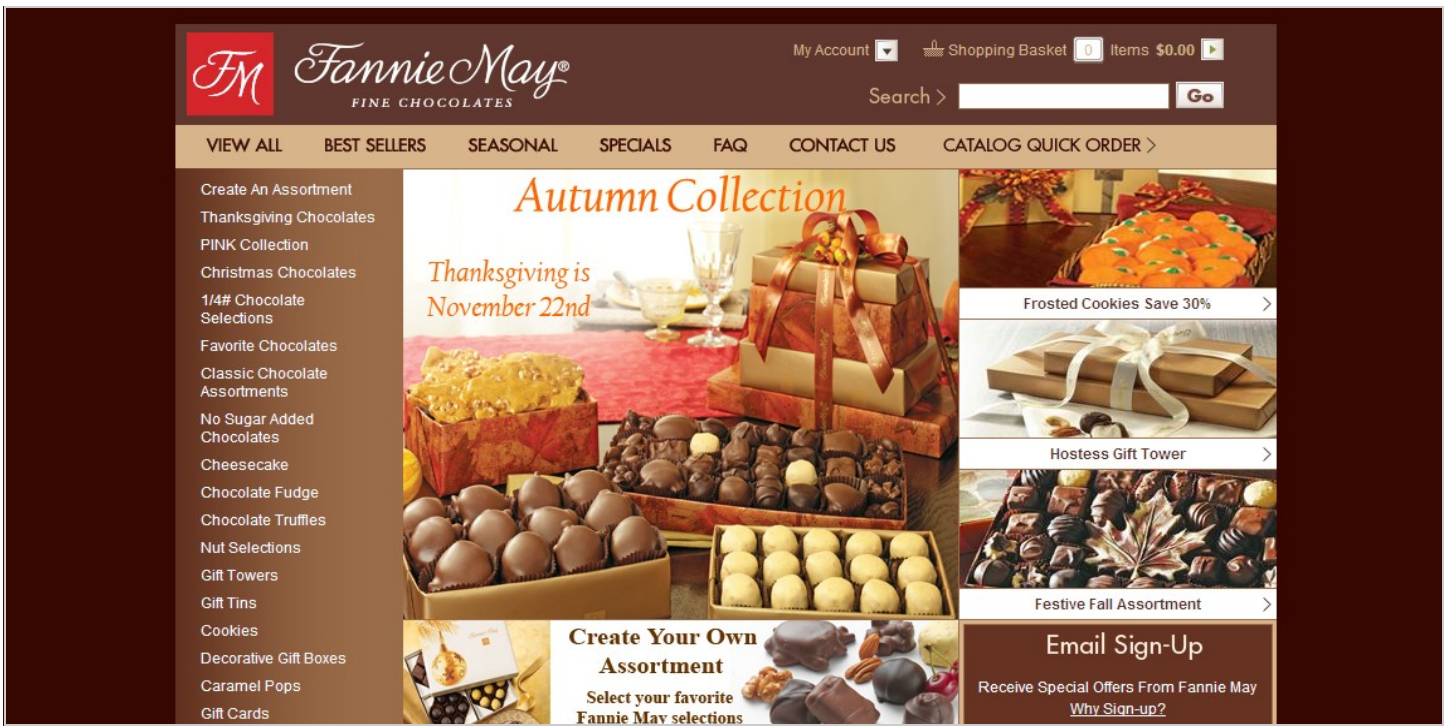 FM
Fannie May®
FINE CHOCOLATES
My Account
Shopping Basket 0 Items $0.00
Search >
Go
VIEW ALL
BEST SELLERS
SEASONAL
SPECIALS
FAQ
CONTACT US
CATALOG QUICK ORDER >
Create An Assortment
Thanksgiving Chocolates
PINK Collection
Christmas Chocolates
1/4# Chocolate
Selections
Favorite Chocolates
Classic Chocolate
Assortments
No Sugar Added
Chocolates
Cheesecake
Chocolate Fudge
Chocolate Truffles
Nut Selections
Gift Towers
Gift Tins
Cookies
Decorative Gift Boxes
Caramel Pops
Gift Cards
Autumn Collection
Thanksgiving is
November 22nd
Create Your Own
Assortment
Select your favorite
Fannie May selections
Frosted Cookies Save 30% >
Hostess Gift Tower >
Festive Fall Assortment >
Email Sign-Up
Receive Special Offers From Fannie May
Why Sign-up?